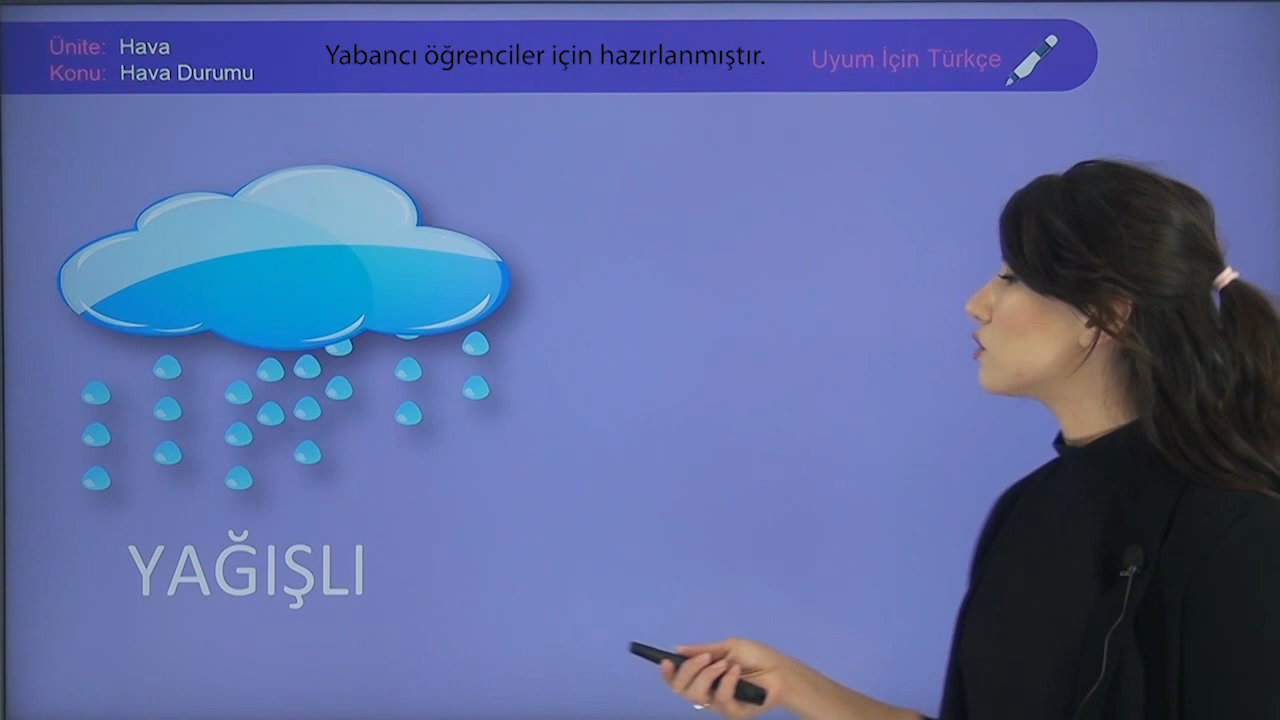 Ünite: Hava
Konu: Hava Durumu
Yabancı öğrenciler için hazırlanmıştır.
Uyum İçin Türkçe
YAĞIŞLI